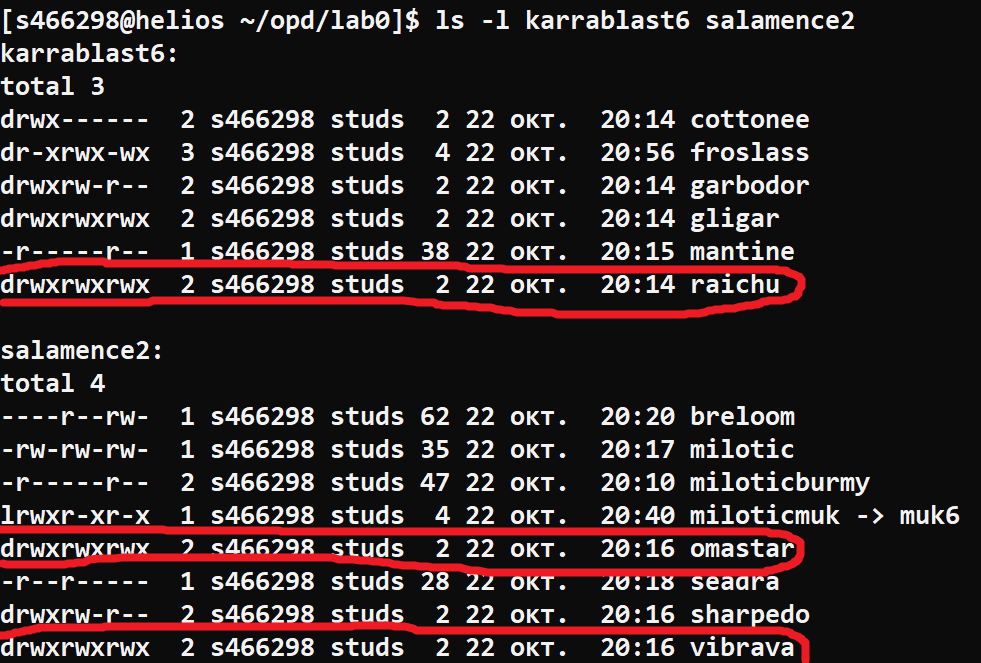 [s466298@helios ~/opd/lab0]$ ls -l karrablast6 salamence2
karrablast6:
total 3
drwx------  2 s466298 studs  2 22 окт.  20:14 cottonee
dr-xrwx-wx  3 s466298 studs  4 22 окт.  20:56 froslass
drwxrw-r--  2 s466298 studs  2 22 окт.  20:14 garbodor
drwxrwxrwx  2 s466298 studs  2 22 окт.  20:14 gligar
-r-----r--  1 s466298 studs 38 22 окт.  20:15 mantine
drwxrwxrwx  2 s466298 studs  2 22 окт.  20:14 raichu

salamence2:
total 4
----r--rw-  1 s466298 studs 62 22 окт.  20:20 breloom
-rw-rw-rw-  1 s466298 studs 35 22 окт.  20:17 milotic
-r-----r--  2 s466298 studs 47 22 окт.  20:10 miloticburmy
lrwxr-xr-x  1 s466298 studs  4 22 окт.  20:40 miloticmuk -> muk6
drwxrwxrwx  2 s466298 studs  2 22 окт.  20:16 omastar
-r--r-----  1 s466298 studs 28 22 окт.  20:18 seadra
drwxrw-r--  2 s466298 studs  2 22 окт.  20:16 sharpedo
drwxrwxrwx  2 s466298 studs  2 22 окт.  20:16 vibrava